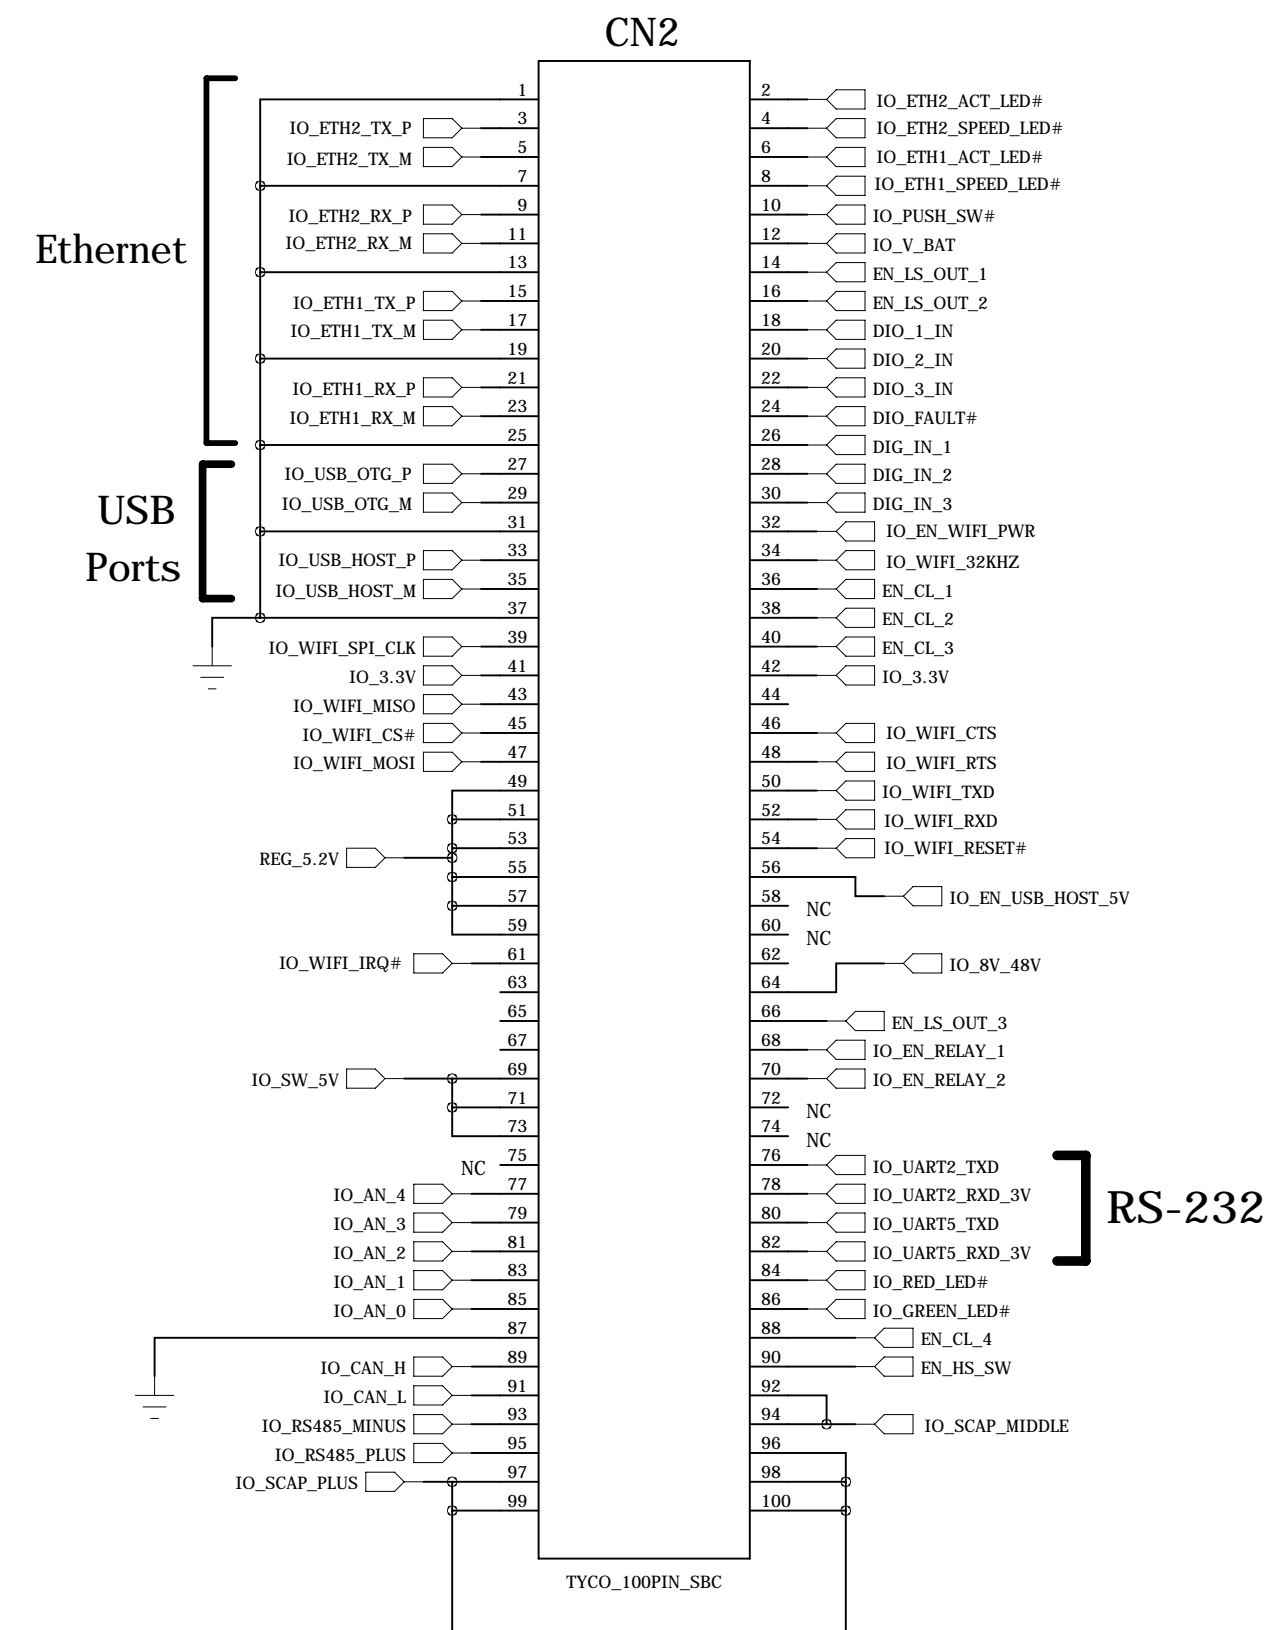 CN2
1 2 IO_ETH2_ACT_LED#
IO_ETH2_TX_P 3 4 IO_ETH2_SPEED_LED#
IO_ETH2_TX_M 5 6 IO_ETH1_ACT_LED#
7 8 IO_ETH1_SPEED_LED#
IO_ETH2_RX_P 9 10 IO_PUSH_SW#
Ethernet IO_ETH2_RX_M 11 12 IO_V_BAT
13 14 EN_LS_OUT_1
IO_ETH1_TX_P 15 16 EN_LS_OUT_2
IO_ETH1_TX_M 17 18 DIO_1_IN
19 20 DIO_2_IN
IO_ETH1_RX_P 21 22 DIO_3_IN
IO_ETH1_RX_M 23 24 DIO_FAULT#
25 26 DIG_IN_1
IO_USB_OTG_P 27 28 DIG_IN_2
USB IO_USB_OTG_M 29 30 DIG_IN_3
31 32 IO_EN_WIFI_PWR
Ports IO_USB_HOST_P 33 34 IO_WIFI_32KHZ
IO_USB_HOST_M 35 36 EN_CL_1
37 38 EN_CL_2
IO_WIFI_SPI_CLK 39 40 EN_CL_3
IO_3.3V 41 42 IO_3.3V
IO_WIFI_MISO 43 44
IO_WIFI_CS# 45 46 IO_WIFI_CTS
IO_WIFI_MOSI 47 48 IO_WIFI_RTS
49 50 IO_WIFI_TXD
51 52 IO_WIFI_RXD
53 54 IO_WIFI_RESET#
REG_5.2V 55 56 IO_EN_USB_HOST_5V
57 58 NC
59 60 NC
IO_WIFI_IRQ# 61 62
63 64 IO_8V_48V
65 66 EN_LS_OUT_3
67 68 IO_EN_RELAY_1
IO_SW_5V 69 70 IO_EN_RELAY_2
71 72 NC
73 74 NC
NC 75 76 IO_UART2_TXD
IO_AN_4 77 78 IO_UART2_RXD_3V
IO_AN_3 79 80 IO_UART5_TXD RS-232
IO_AN_2 81 82 IO_UART5_RXD_3V
IO_AN_1 83 84 IO_RED_LED#
IO_AN_0 85 86 IO_GREEN_LED#
87 88 EN_CL_4
IO_CAN_H 89 90 EN_HS_SW
IO_CAN_L 91 92
IO_RS485_MINUS 93 94 IO_SCAP_MIDDLE
IO_RS485_PLUS 95 96
IO_SCAP_PLUS 97 98
99 100
TYCO_100PIN_SBC